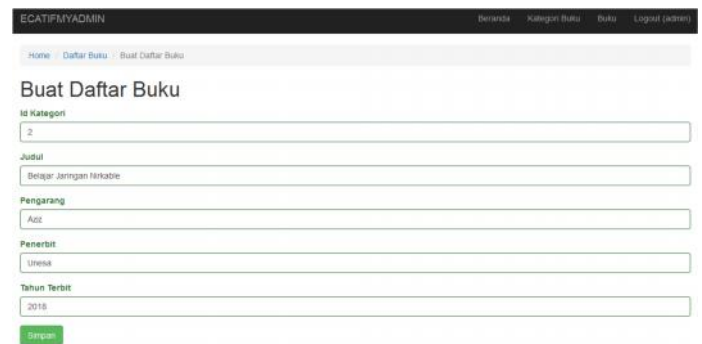 ECATIFMYADMIN Beranda Kategori Buku Buku Logout (admin)
Home / Daftar Buku / Buat Daftar Buku
Buat Daftar Buku
Id Kategori
2
Judul
Belajar Jaringan Nirkable
Pengarang
Aziz
Penerbit
Unesa
Tahun Terbit
2018
Simpan